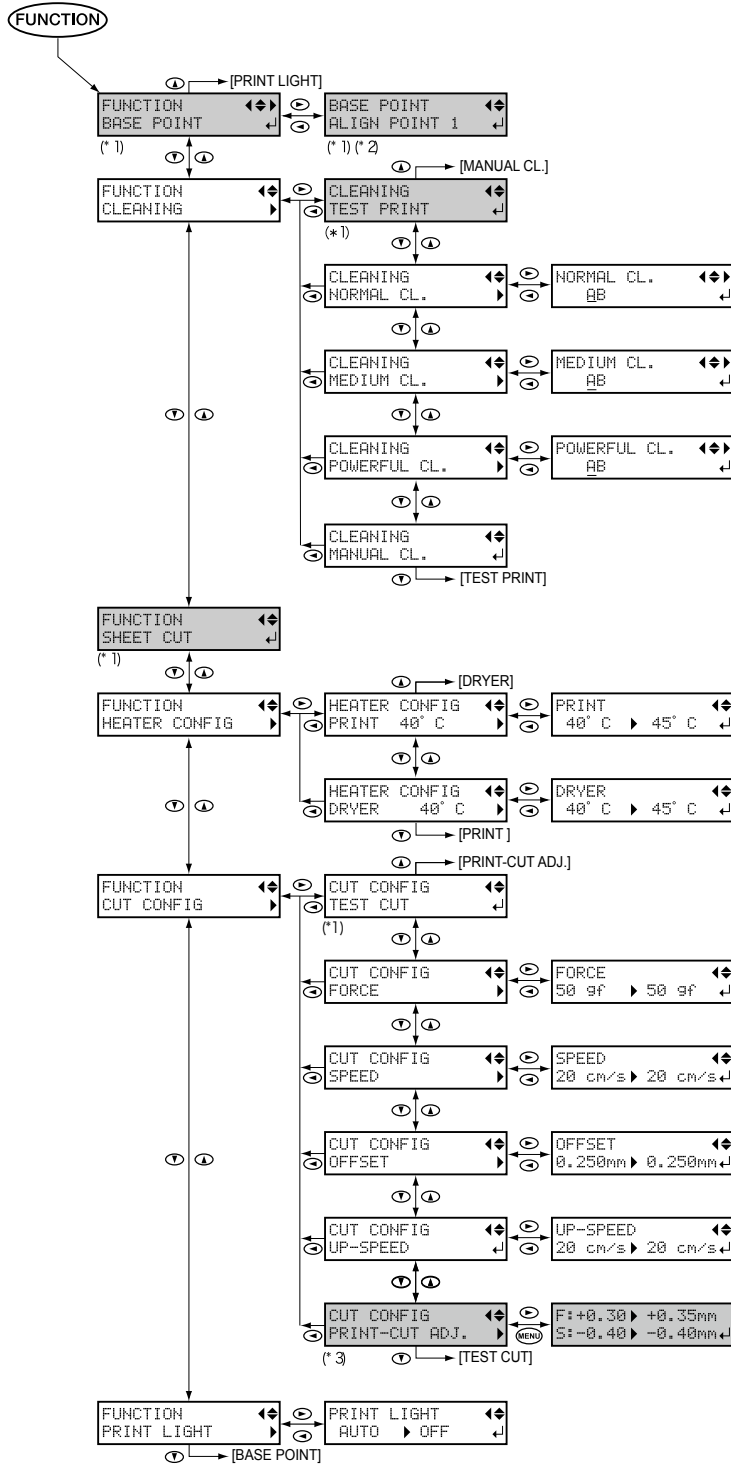 FUNCTION
[PRINT LIGHT]
FUNCTION
BASE POINT
BASE POINT
ALIGN POINT 1
(* 1)
(* 1) (* 2)
[MANUAL CL.]
FUNCTION
CLEANING
CLEANING
TEST PRINT
(* 1)
CLEANING
NORMAL CL.
NORMAL CL.
AB
CLEANING
MEDIUM CL.
MEDIUM CL.
AB
CLEANING
POWERFUL CL.
POWERFUL CL.
AB
CLEANING
MANUAL CL.
[TEST PRINT]
FUNCTION
SHEET CUT
(* 1)
[DRYER]
FUNCTION
HEATER CONFIG
HEATER CONFIG
PRINT 40° C
PRINT
40° C 45° C
HEATER CONFIG
DRYER 40° C
DRYER
40° C 45° C
[PRINT ]
[PRINT-CUT ADJ.]
FUNCTION
CUT CONFIG
CUT CONFIG
TEST CUT
(*1)
CUT CONFIG
FORCE
FORCE
50 gf 50 gf
CUT CONFIG
SPEED
SPEED
20 cm/s 20 cm/s
CUT CONFIG
OFFSET
OFFSET
0.250mm 0.250mm
CUT CONFIG
UP-SPEED
UP-SPEED
20 cm/s 20 cm/s
CUT CONFIG
PRINT-CUT ADJ.
MENU
F:+0.30 +0.35mm
S:-0.40 -0.40mm
(* 3)
[TEST CUT]
FUNCTION
PRINT LIGHT
PRINT LIGHT
AUTO OFF
[BASE POINT]